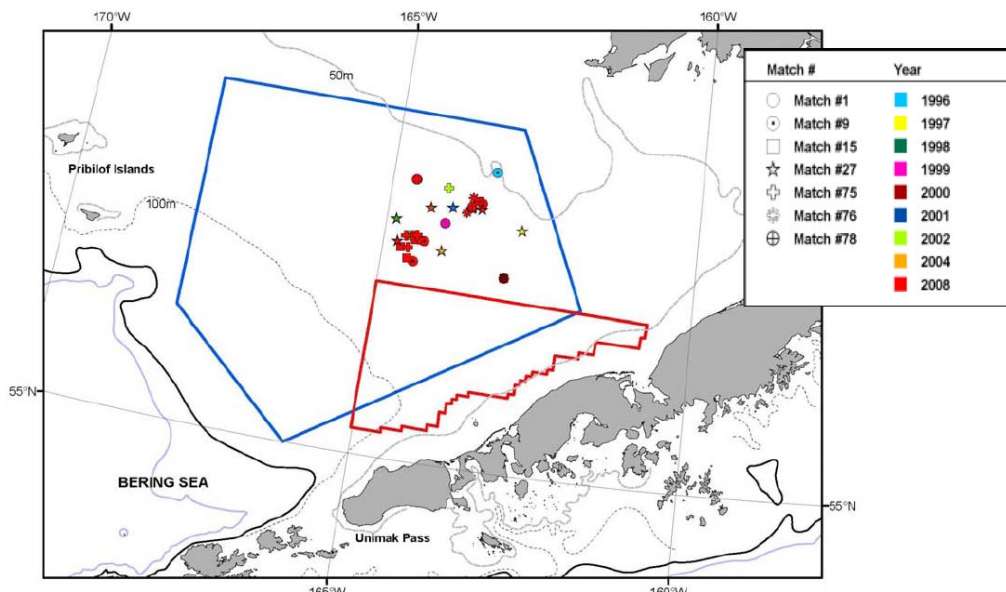 170°W
165°W
160°W
50m
Pribilof Islands
100m
55°N
BERING SEA
Unimak Pass
55°N
165°W
160°W
Match #
Year
Match #1
1996
Match #9
1997
Match #15
1998
Match #27
1999
Match #75
2000
Match #76
2001
Match #78
2002
2004
2008